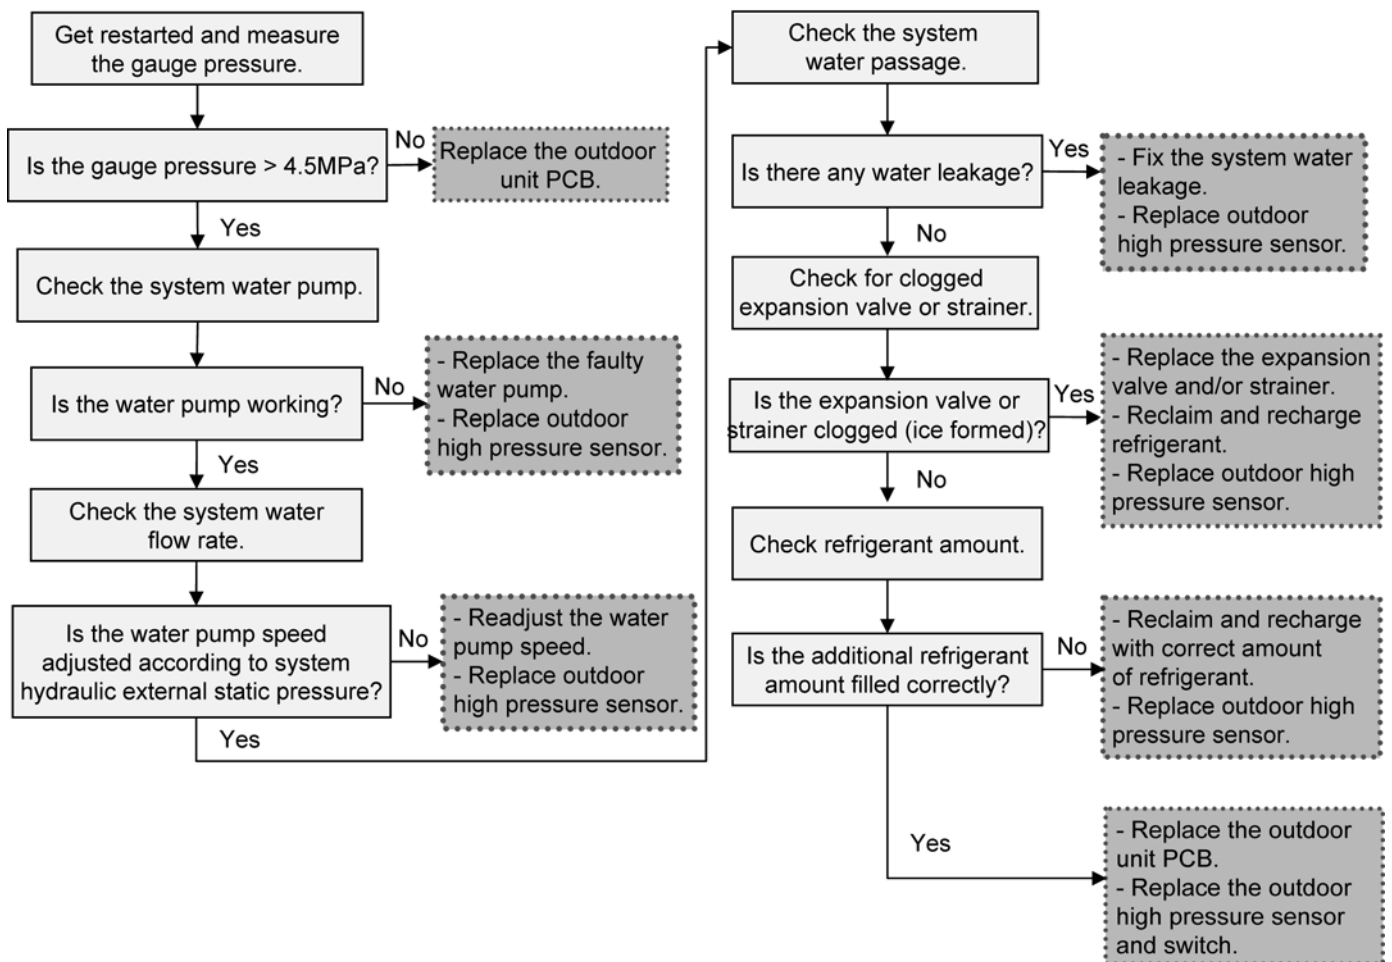 Get restarted and measure
the gauge pressure.
Is the gauge pressure > 4.5MPa?
No
Replace the outdoor
unit PCB.
Yes
Check the system water pump.
Is the water pump working?
No
- Replace the faulty
water pump.
- Replace outdoor
high pressure sensor.
Yes
Check the system water
flow rate.
Is the water pump speed
adjusted according to system
hydraulic external static pressure?
No
- Readjust the water
pump speed.
- Replace outdoor
high pressure sensor.
Yes
Check the system
water passage.
Is there any water leakage?
Yes
- Fix the system water
leakage.
- Replace outdoor
high pressure sensor.
No
Check for clogged
expansion valve or strainer.
Is the expansion valve or
strainer clogged (ice formed)?
Yes
- Replace the expansion
valve and/or strainer.
- Reclaim and recharge
refrigerant.
- Replace outdoor high
pressure sensor.
No
Check refrigerant amount.
Is the additional refrigerant
amount filled correctly?
No
- Reclaim and recharge
with correct amount
of refrigerant.
- Replace outdoor high
pressure sensor.
Yes
- Replace the outdoor
unit PCB.
- Replace the outdoor
high pressure sensor
and switch.